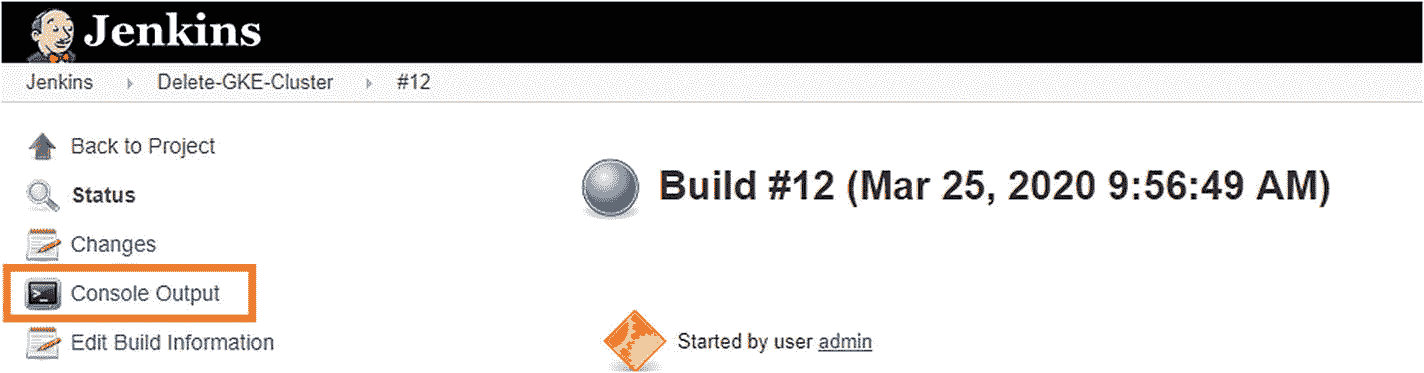 Jenkins
Jenkins Delete-GKE-Cluster #12
Back to Project
Status
Changes
Console Output
Edit Build Information
Build #12 (Mar 25, 2020 9:56:49 AM)
Started by user admin